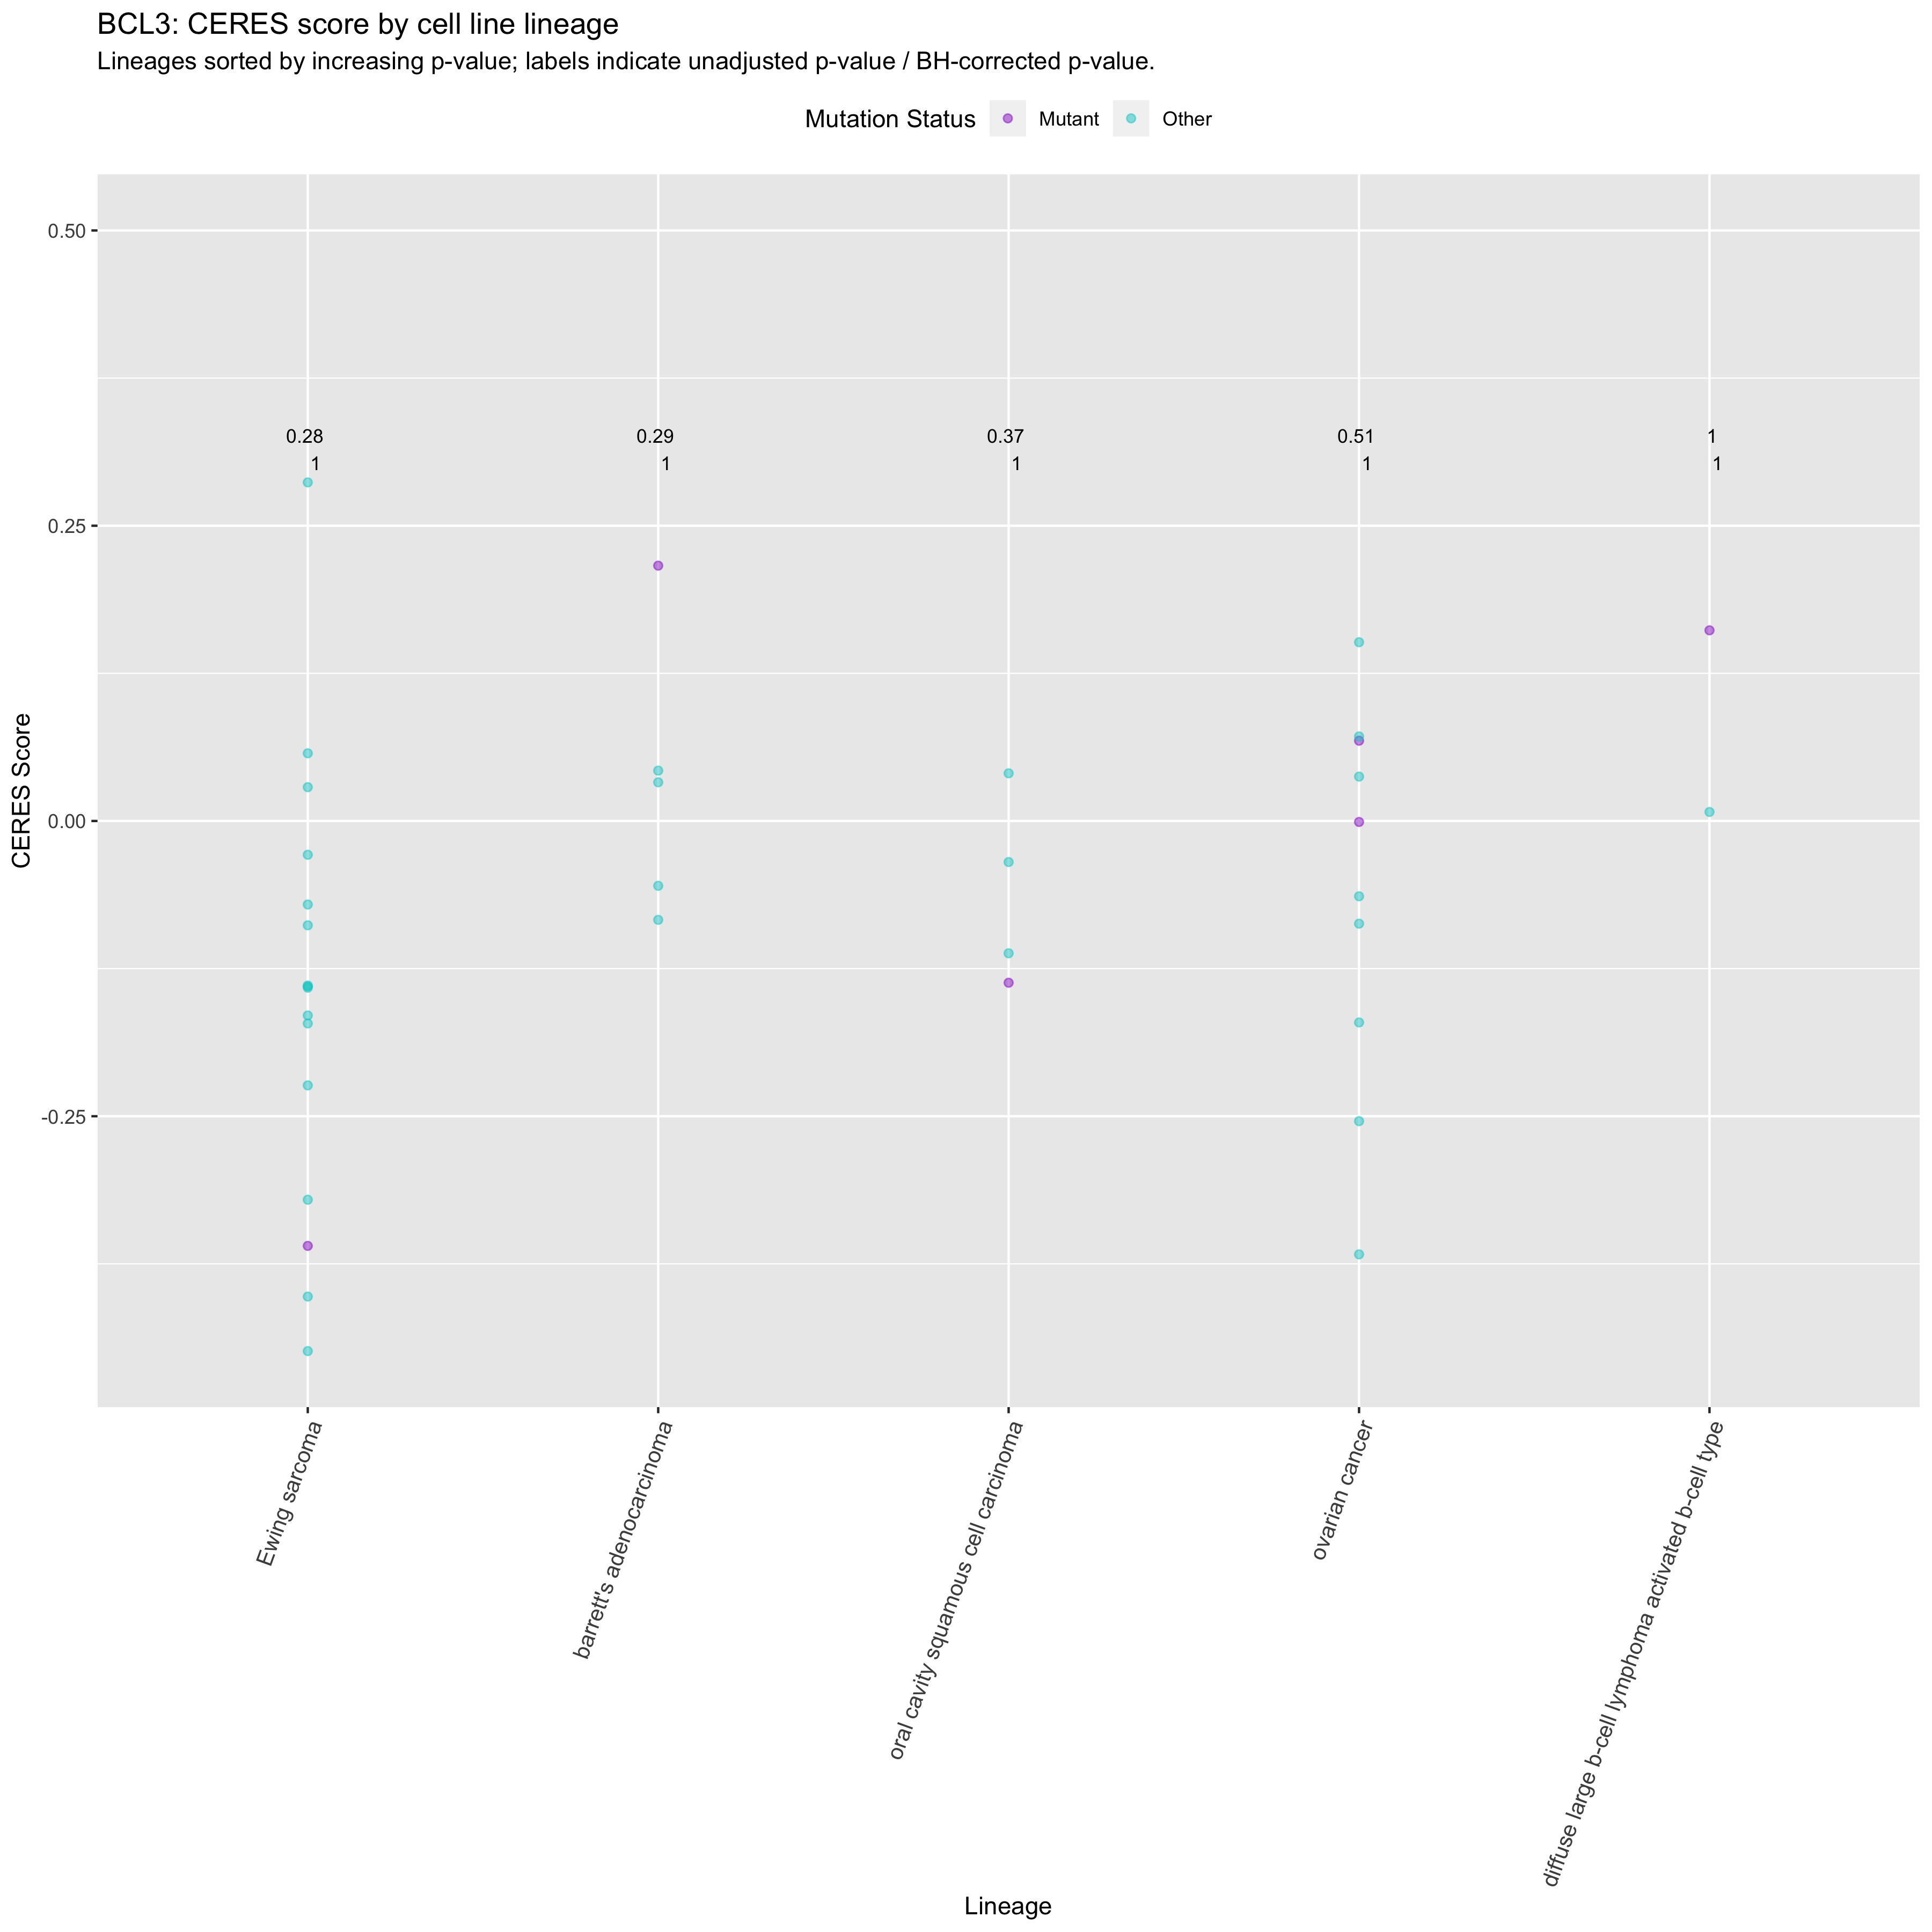 BCL3: CERES score by cell line lineage
Lineages sorted by increasing p-value; labels indicate unadjusted p-value / BH-corrected p-value.
Mutation Status Mutant Other
0.50
0.28 0.29 0.37 0.51 1
1 1 1 1 1
0.25
0.00
-0.25
CERES Score
Ewing sarcoma
barrett's adenocarcinoma
oral cavity squamous cell carcinoma
ovarian cancer
diffuse large b-cell lymphoma activated b-cell type
Lineage